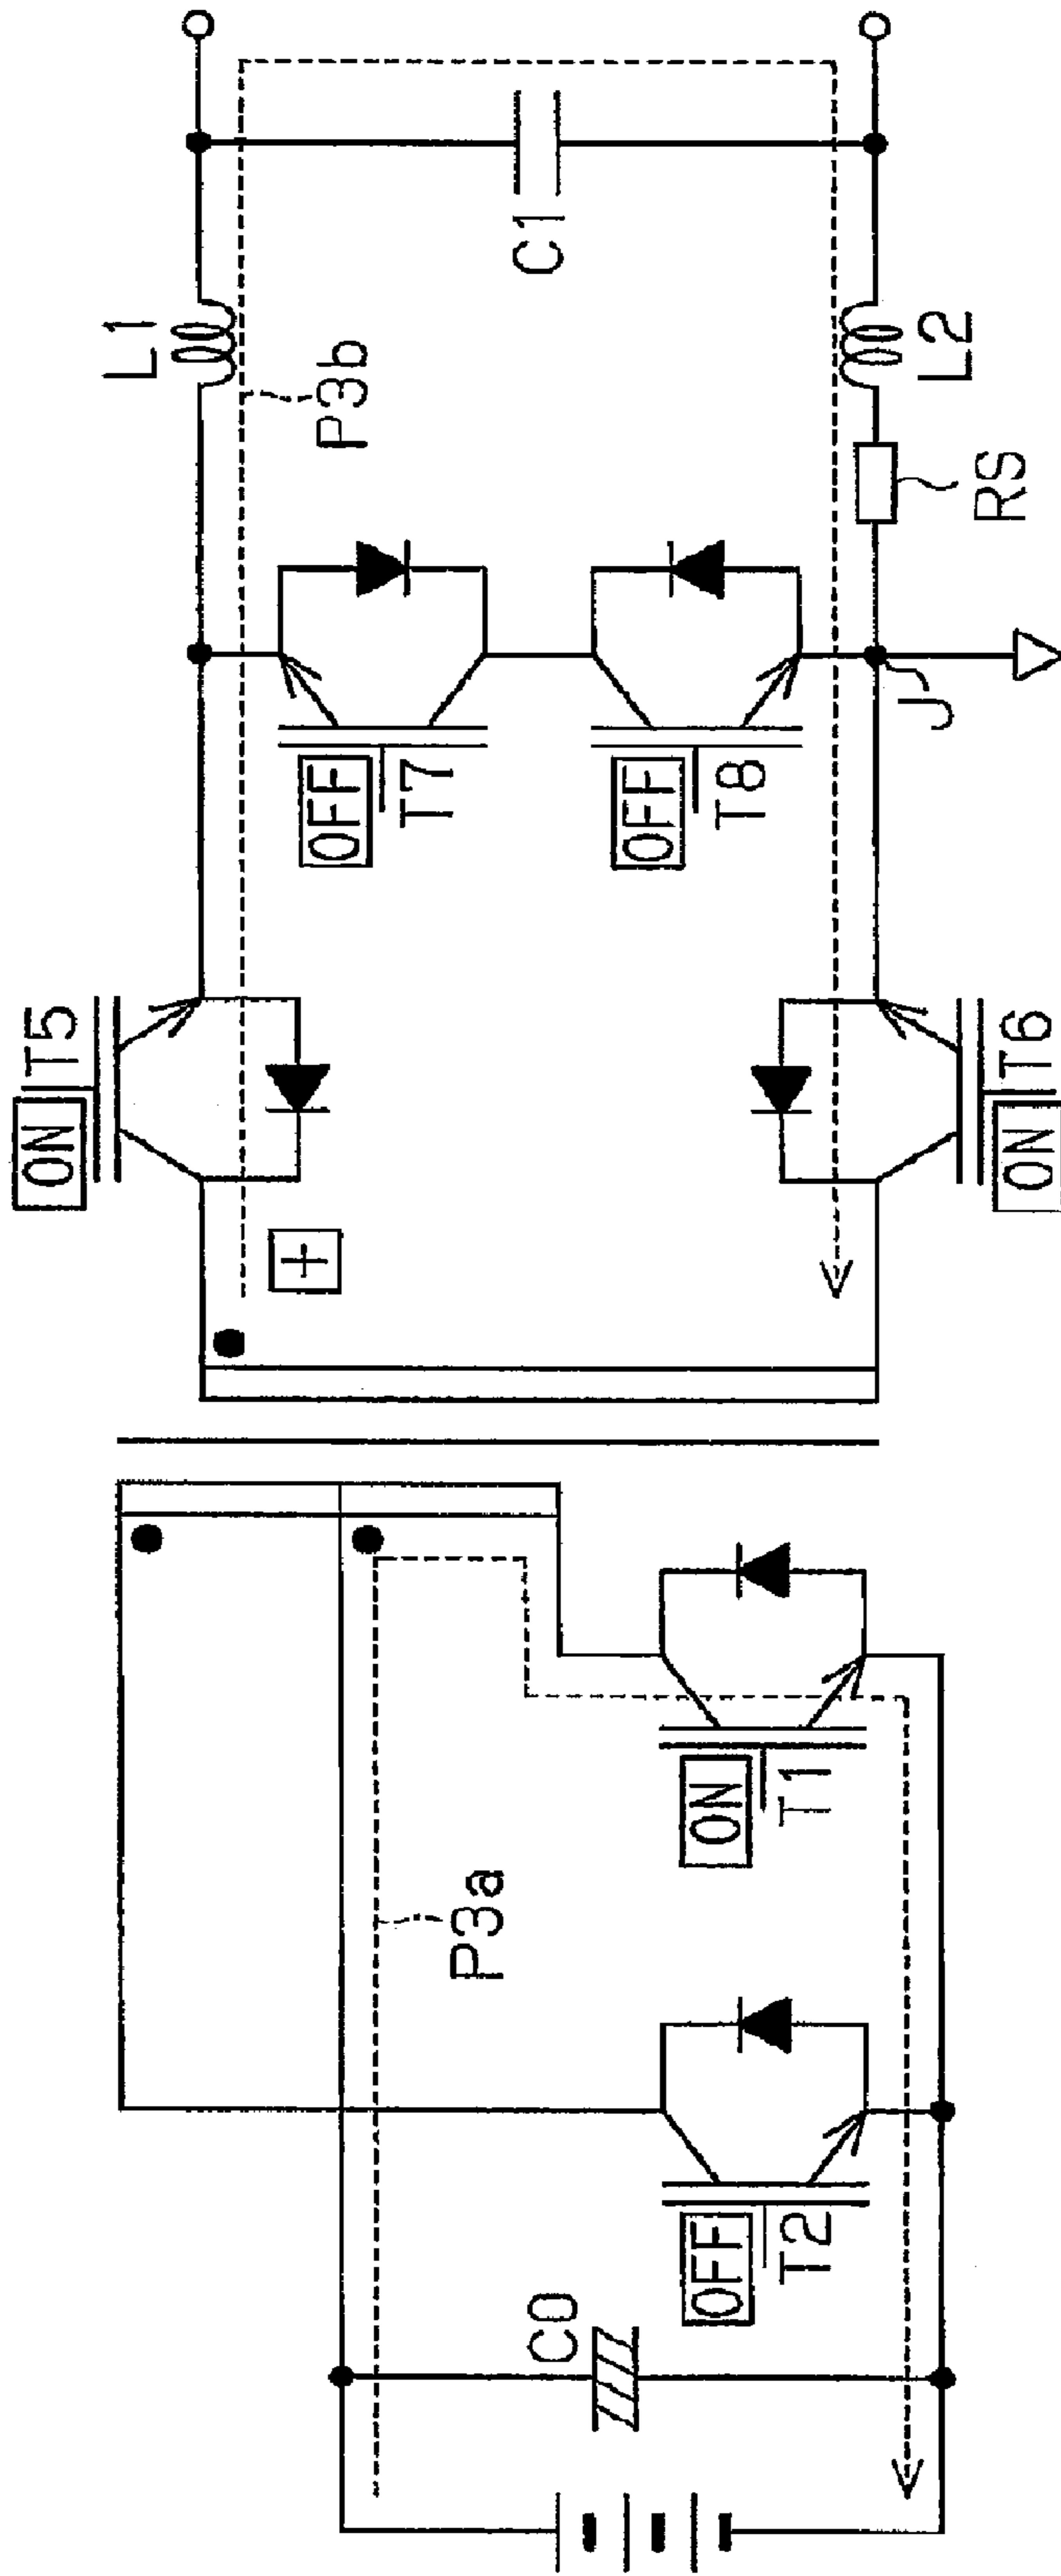 ON
T5
L1
+
P3b
OFF
T7
C1
OFF
T8
L2
RS
J
ON
T6
P3a
ON
T1
C0
OFF
T2